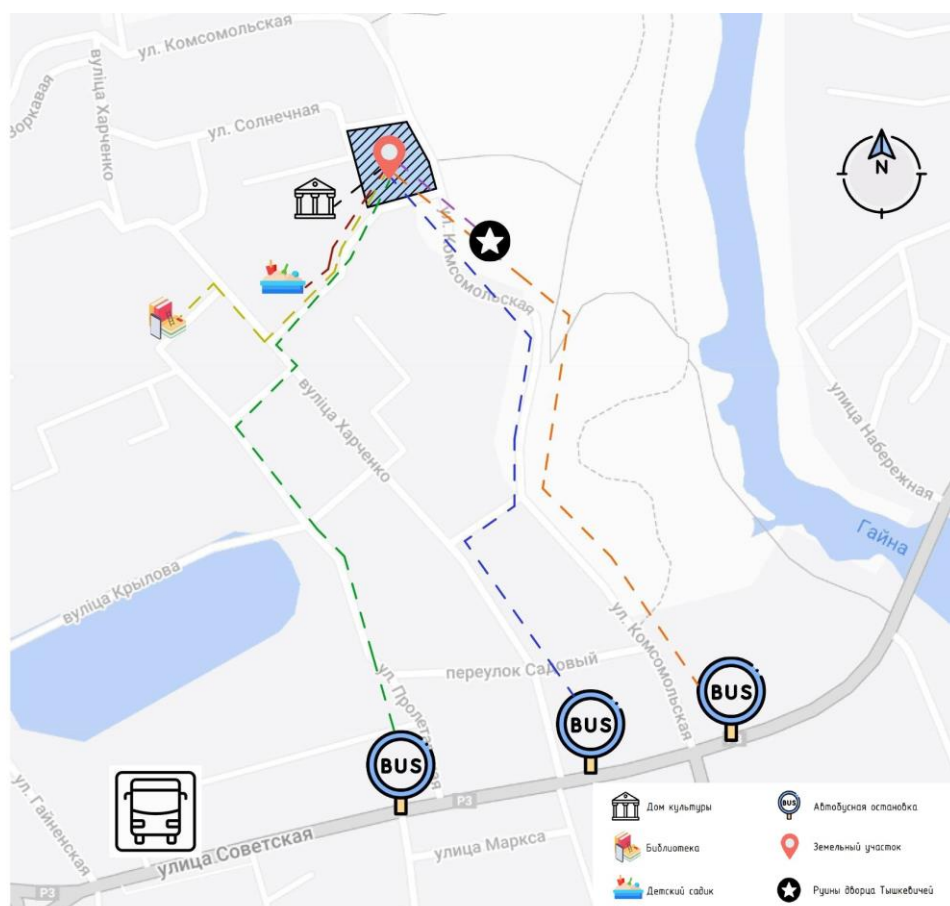 ул. Комсомольская
Зоркавая
вуліца Харченко
ул. Солнечная
N
ул. Комсомольская
вуліца Харченко
улица Набережная
Гайна
вуліца Крылова
ул. Комсомольская
переулок Садовый
ул. Пролетарская
BUS
BUS
BUS
ул. Гайненская
P3
улица Советская
улица Маркса
P3
Дом культуры
Автобусная остановка
BUS
Библиотека
Земельный участок
Детский садик
Руины дворца Тышкевичей